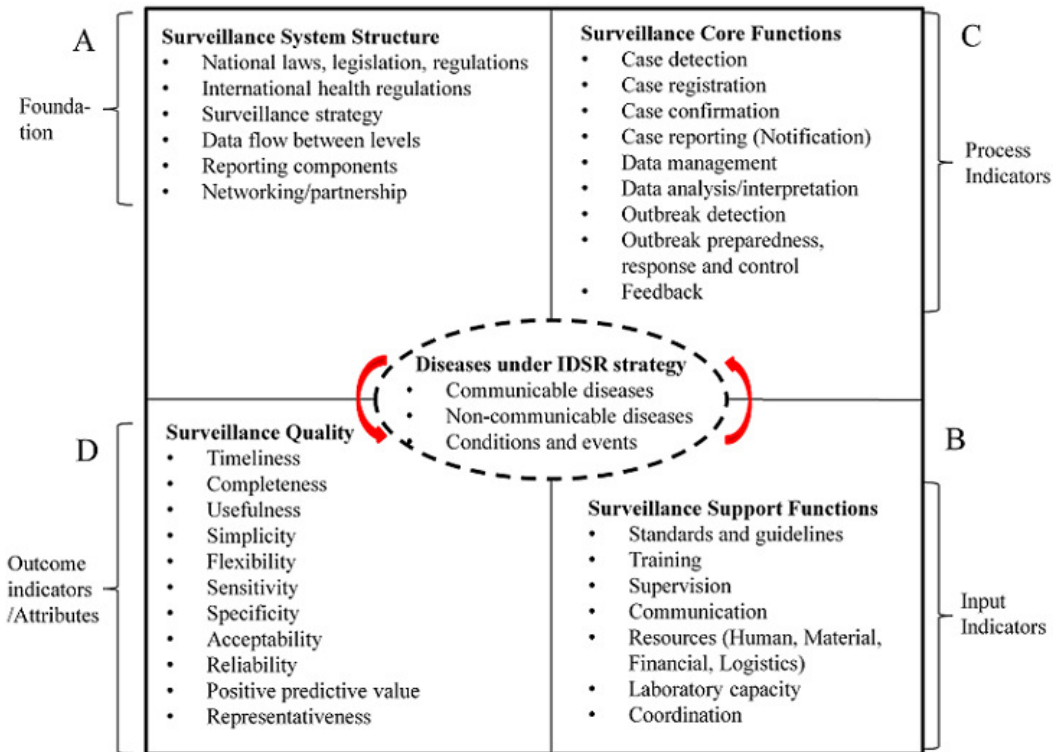 A
Founda-
tion
Surveillance System Structure
• National laws, legislation, regulations
• International health regulations
• Surveillance strategy
• Data flow between levels
• Reporting components
• Networking/partnership
C
Process
Indicators
Surveillance Core Functions
• Case detection
• Case registration
• Case confirmation
• Case reporting (Notification)
• Data management
• Data analysis/interpretation
• Outbreak detection
• Outbreak preparedness,
response and control
• Feedback
Diseases under IDSR strategy
• Communicable diseases
• Non-communicable diseases
• Conditions and events
D
Outcome
indicators
/Attributes
Surveillance Quality
• Timeliness
• Completeness
• Usefulness
• Simplicity
• Flexibility
• Sensitivity
• Specificity
• Acceptability
• Reliability
• Positive predictive value
• Representativeness
B
Input
Indicators
Surveillance Support Functions
• Standards and guidelines
• Training
• Supervision
• Communication
• Resources (Human, Material,
Financial, Logistics)
• Laboratory capacity
• Coordination